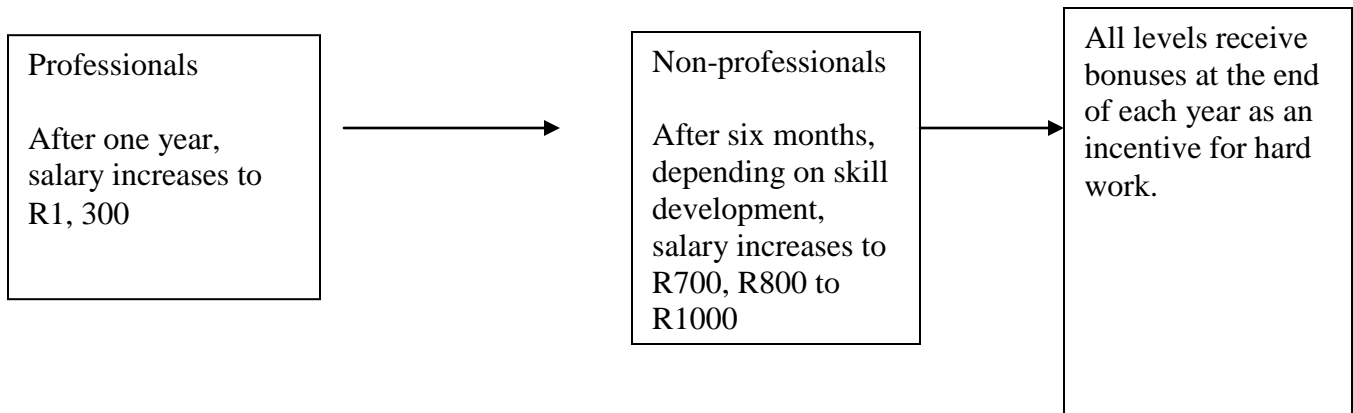 Professionals
After one year,
salary increases to
R1, 300
Non-professionals
After six months,
depending on skill
development,
salary increases to
R700, R800 to
R1000
All levels receive
bonuses at the end
of each year as an
incentive for hard
work.